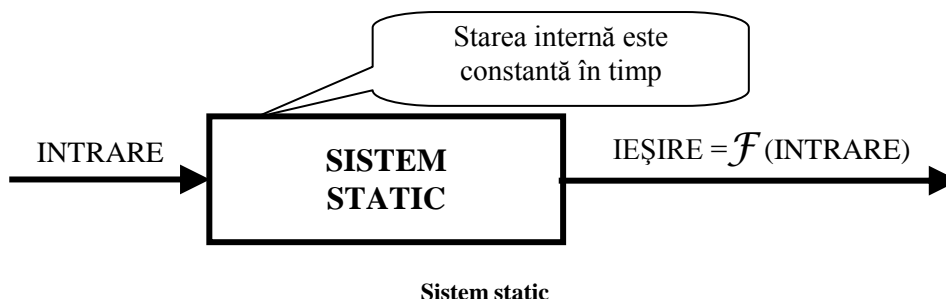 Starea internă este
constantă în timp
INTRARE
SISTEM
STATIC
IEŞIRE = ℱ (INTRARE)
Sistem static